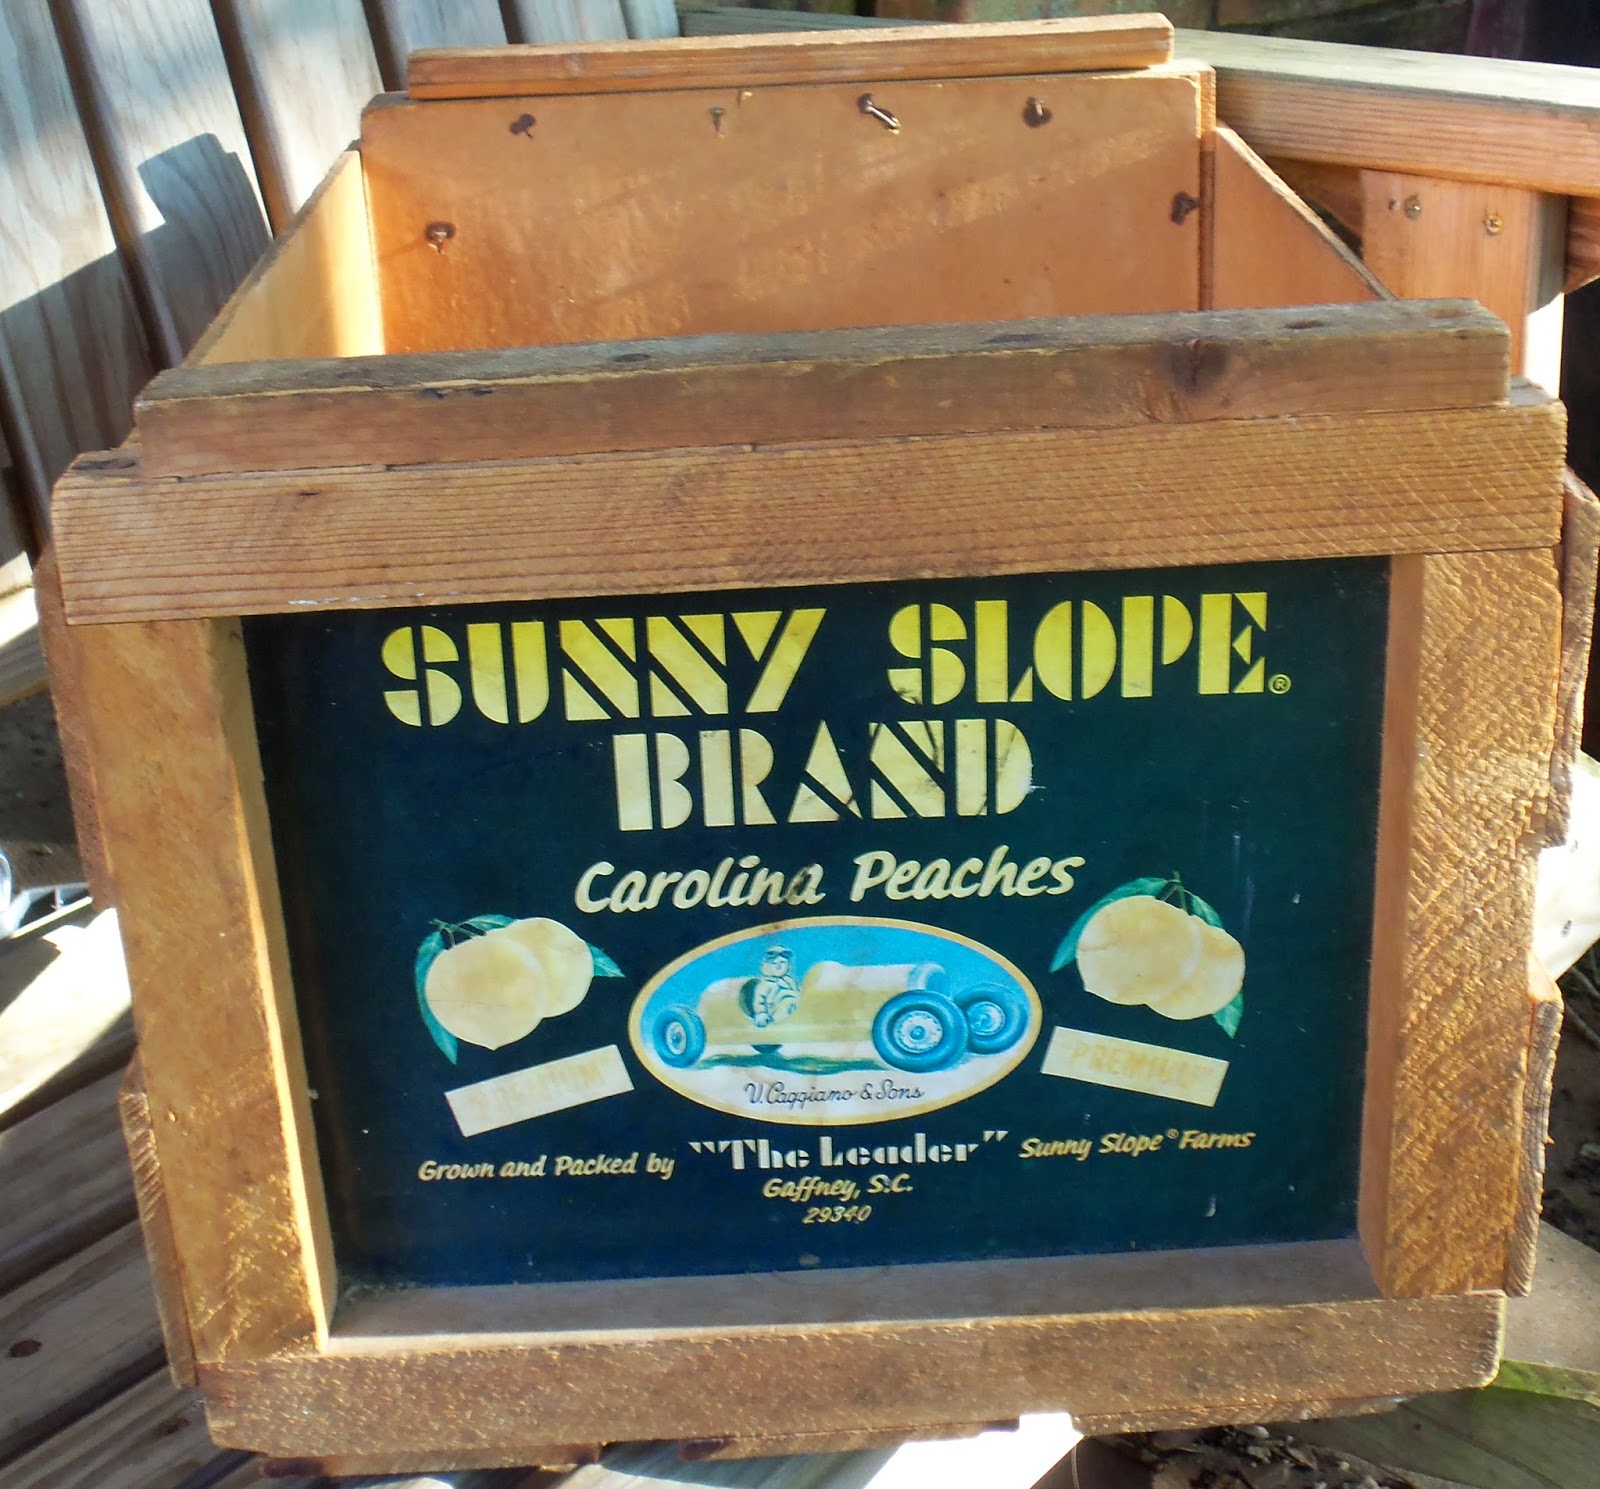 SUNNY SLOPE®
BRAND
Carolina Peaches
PREMIUM
"PREMIUM"
V. Caggiano & Sons
Grown and Packed by "The Leader" Sunny Slope® Farms
Gaffney, S.C.
29340